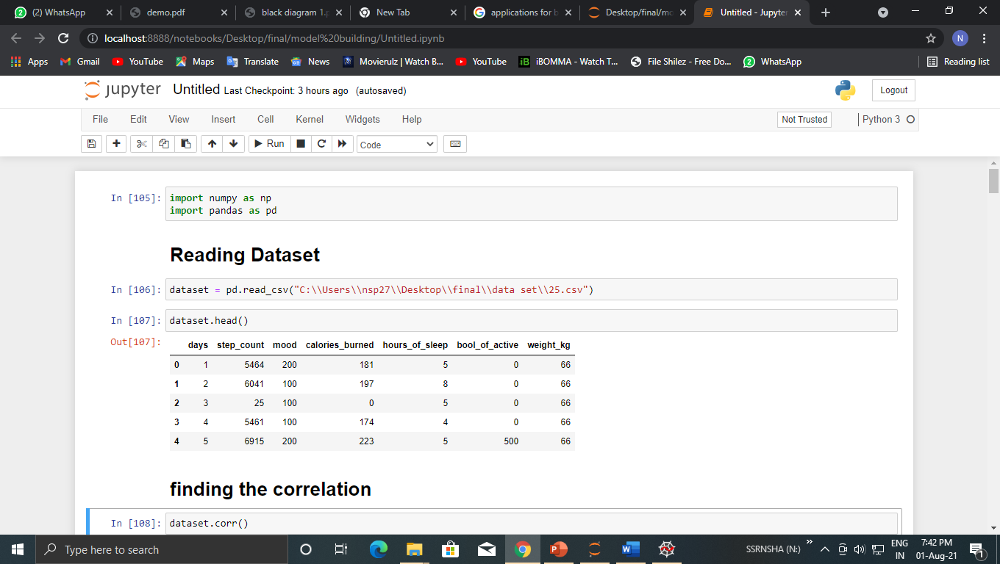 (2) WhatsApp
demo.pdf
black diagram 1.p
New Tab
applications for b
Desktop/final/mo
Untitled - Jupyter
localhost:8888/notebooks/Desktop/final/model%20building/Untitled.ipynb
N
Apps Gmail YouTube Maps Translate News Movierulz | Watch B... YouTube iBOMMA - Watch T... File Shilez - Free Do... WhatsApp Reading list
jupyter Untitled Last Checkpoint: 3 hours ago (autosaved) Logout
File Edit View Insert Cell Kernel Widgets Help Not Trusted Python 3
Run Code
In [105]: import numpy as np
import pandas as pd
Reading Dataset
In [106]: dataset = pd.read_csv("C:\\Users\\nsp27\\Desktop\\final\\data set\\25.csv")
In [107]: dataset.head()
Out[107]:
days step_count mood calories_burned hours_of_sleep bool_of_active weight_kg
0 1 5464 200 181 5 0 66
1 2 6041 100 197 8 0 66
2 3 25 100 0 5 0 66
3 4 5461 100 174 4 0 66
4 5 6915 200 223 5 500 66
finding the correlation
In [108]: dataset.corr()
Type here to search
SSRNSHA (N:)
ENG
IN
7:42 PM
01-Aug-21
1